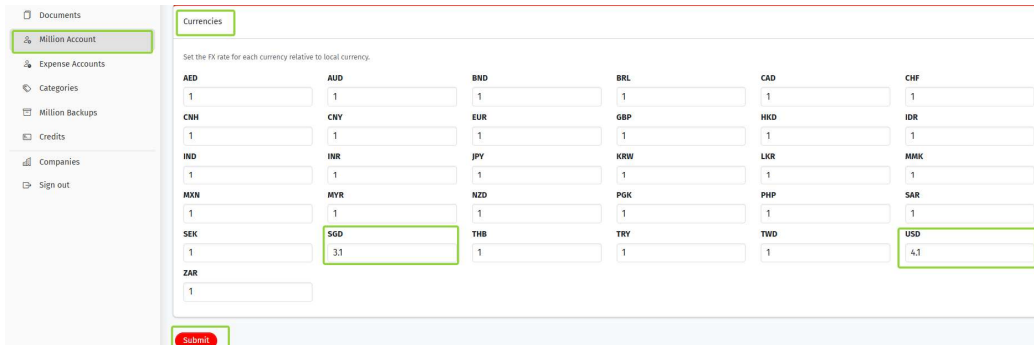 Documents
Million Account
Expense Accounts
Categories
Million Backups
Credits
Companies
Sign out
Currencies
Set the FX rate for each currency relative to local currency.
AED AUD BND BRL CAD CHF
1 1 1 1 1 1
CNH CNY EUR GBP HKD IDR
1 1 1 1 1 1
IND INR JPY KRW LKR MMK
1 1 1 1 1 1
MXN MYR NZD PGK PHP SAR
1 1 1 1 1 1
SEK SGD THB TRY TWD USD
1 3.1 1 1 1 4.1
ZAR
1
Submit